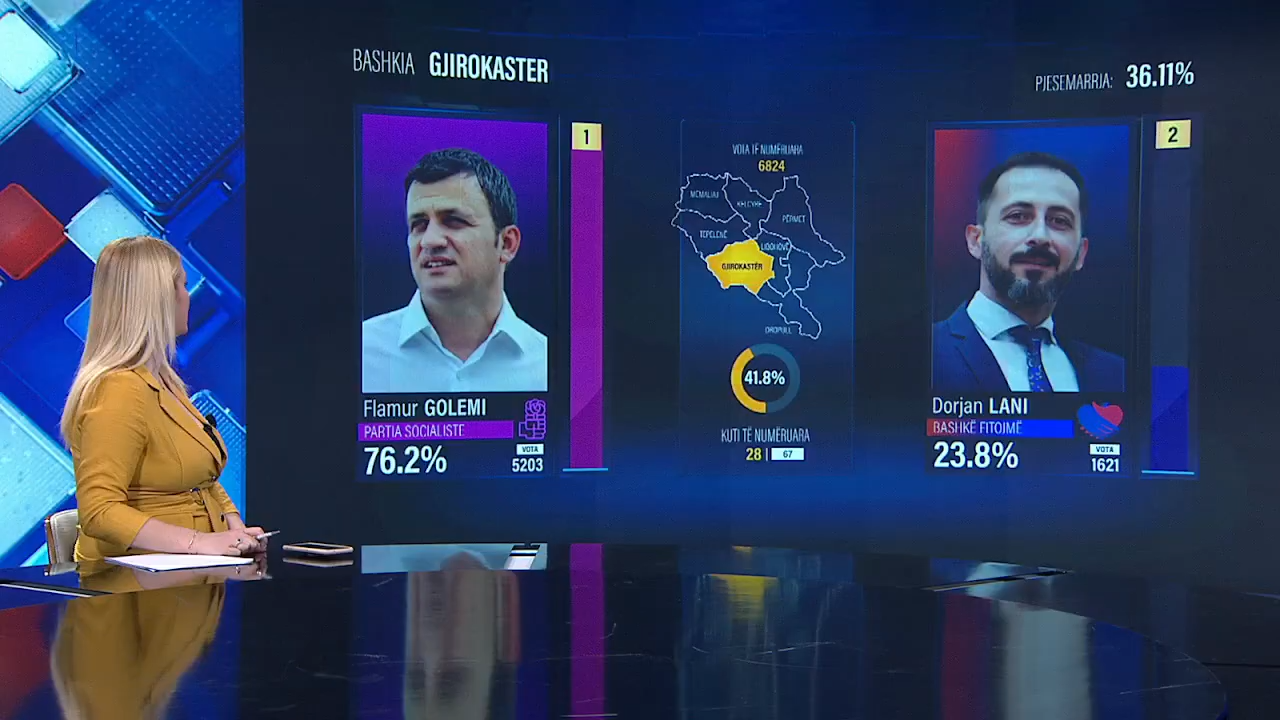 BASHKIA GJIROKASTER
PJESEMARRJA: 36.11%
1
Flamur GOLEMI
PARTIA SOCIALISTE
76.2%
VOTA
5203
VOTA TË NUMËRUARA
6824
MEMALIAJ
KELCYRE
PËRMET
TEPELENË
LIBOHOVË
GJIROKASTËR
DROPULL
41.8%
KUTI TË NUMËRUARA
28 | 67
2
Dorjan LANI
BASHKË FITOJMË
23.8%
VOTA
1621